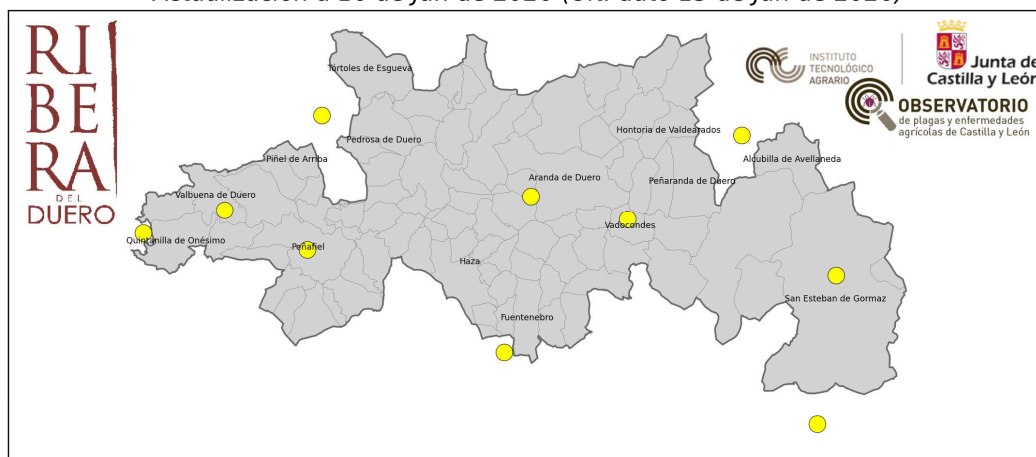 RI
BE
RA
DEL
DUERO
INSTITUTO
TECNOLÓGICO
AGRARIO
Junta de
Castilla y León
OBSERVATORIO
de plagas y enfermedades
agrícolas de Castilla y León
Tórtoles de Esgueva
Pedrosa de Duero
Hontoria de Valdearados
Piñel de Arriba
Alcubilla de Avellaneda
Aranda de Duero
Peñaranda de Duero
Valbuena de Duero
Vadocondes
Quintanilla de Onésimo
Peñafiel
Haza
San Esteban de Gormaz
Fuentenebro